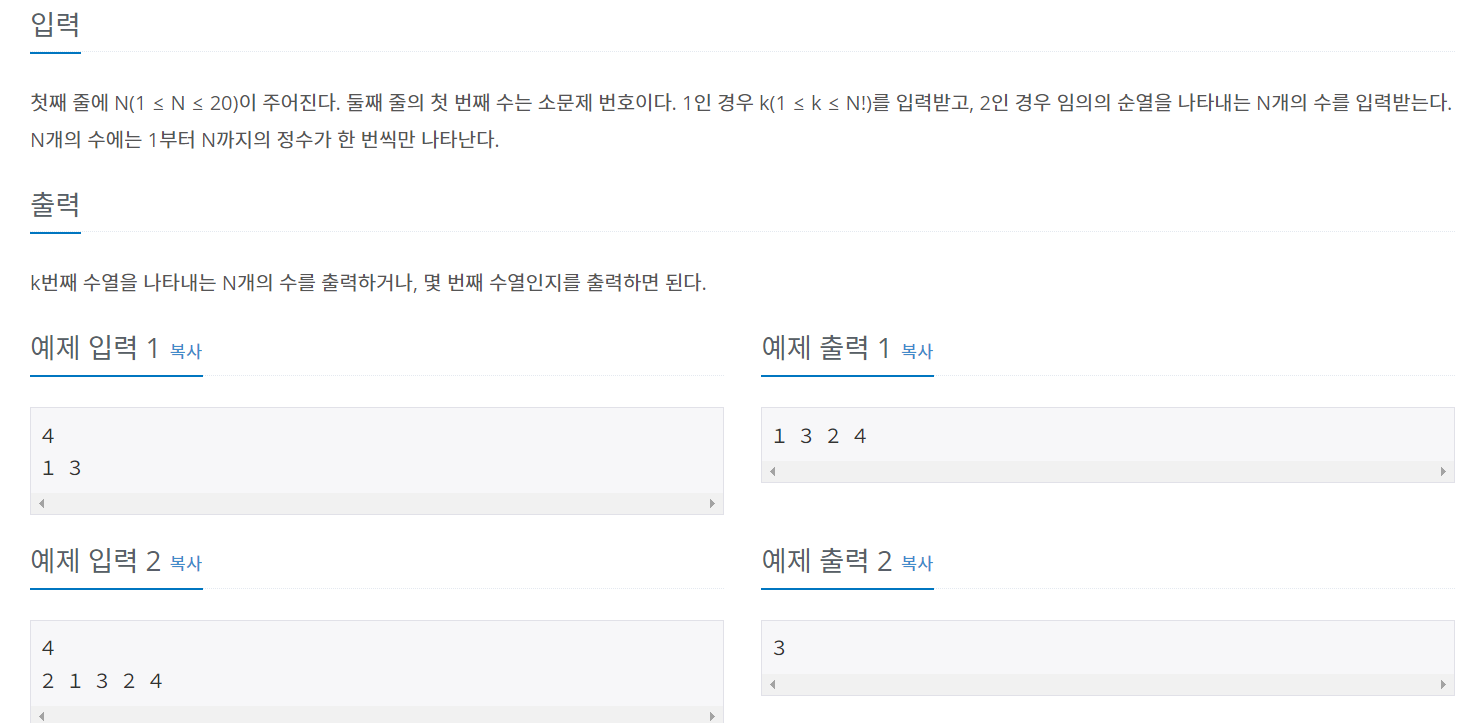 입력
첫째 줄에 N(1 ≤ N ≤ 20)이 주어진다. 둘째 줄의 첫 번째 수는 소문제 번호이다. 1인 경우 k(1 ≤ k ≤ N!)를 입력받고, 2인 경우 임의의 순열을 나타내는 N개의 수를 입력받는다.
N개의 수에는 1부터 N까지의 정수가 한 번씩만 나타난다.
출력
k번째 수열을 나타내는 N개의 수를 출력하거나, 몇 번째 수열인지를 출력하면 된다.
예제 입력 1 복사
4
1 3
예제 출력 1 복사
1 3 2 4
예제 입력 2 복사
4
2 1 3 2 4
예제 출력 2 복사
3